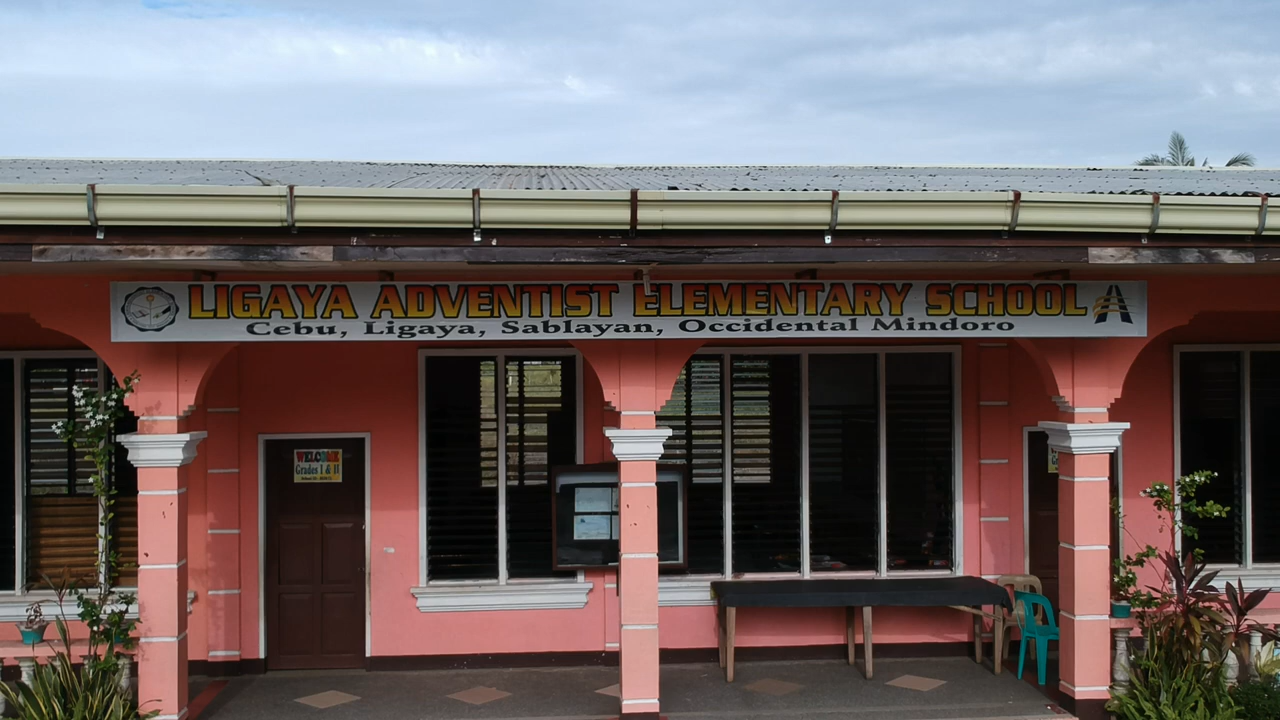 LIGAYA ADVENTIST ELEMENTARY SCHOOL
Cebu, Ligaya, Sablayan, Occidental Mindoro
WELCOME
Grades I & II